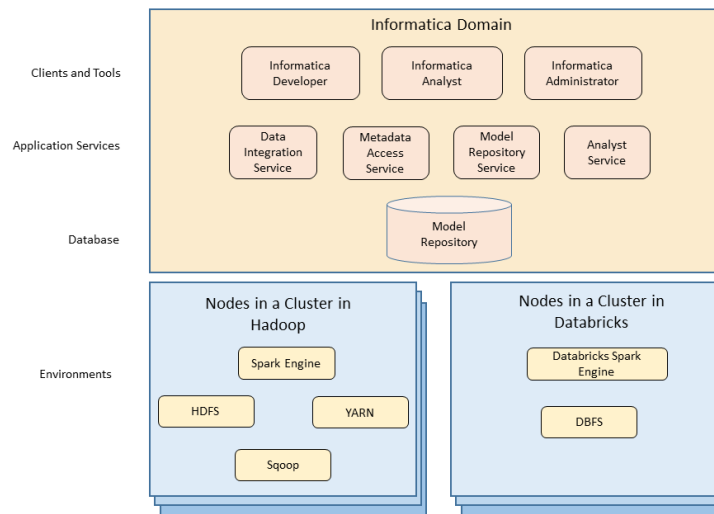 Informatica Domain
Clients and Tools
Informatica
Developer
Informatica
Analyst
Informatica
Administrator
Application Services
Data
Integration
Service
Metadata
Access
Service
Model
Repository
Service
Analyst
Service
Database
Model
Repository
Environments
Nodes in a Cluster in
Hadoop
Spark Engine
HDFS
YARN
Sqoop
Nodes in a Cluster in
Databricks
Databricks Spark
Engine
DBFS